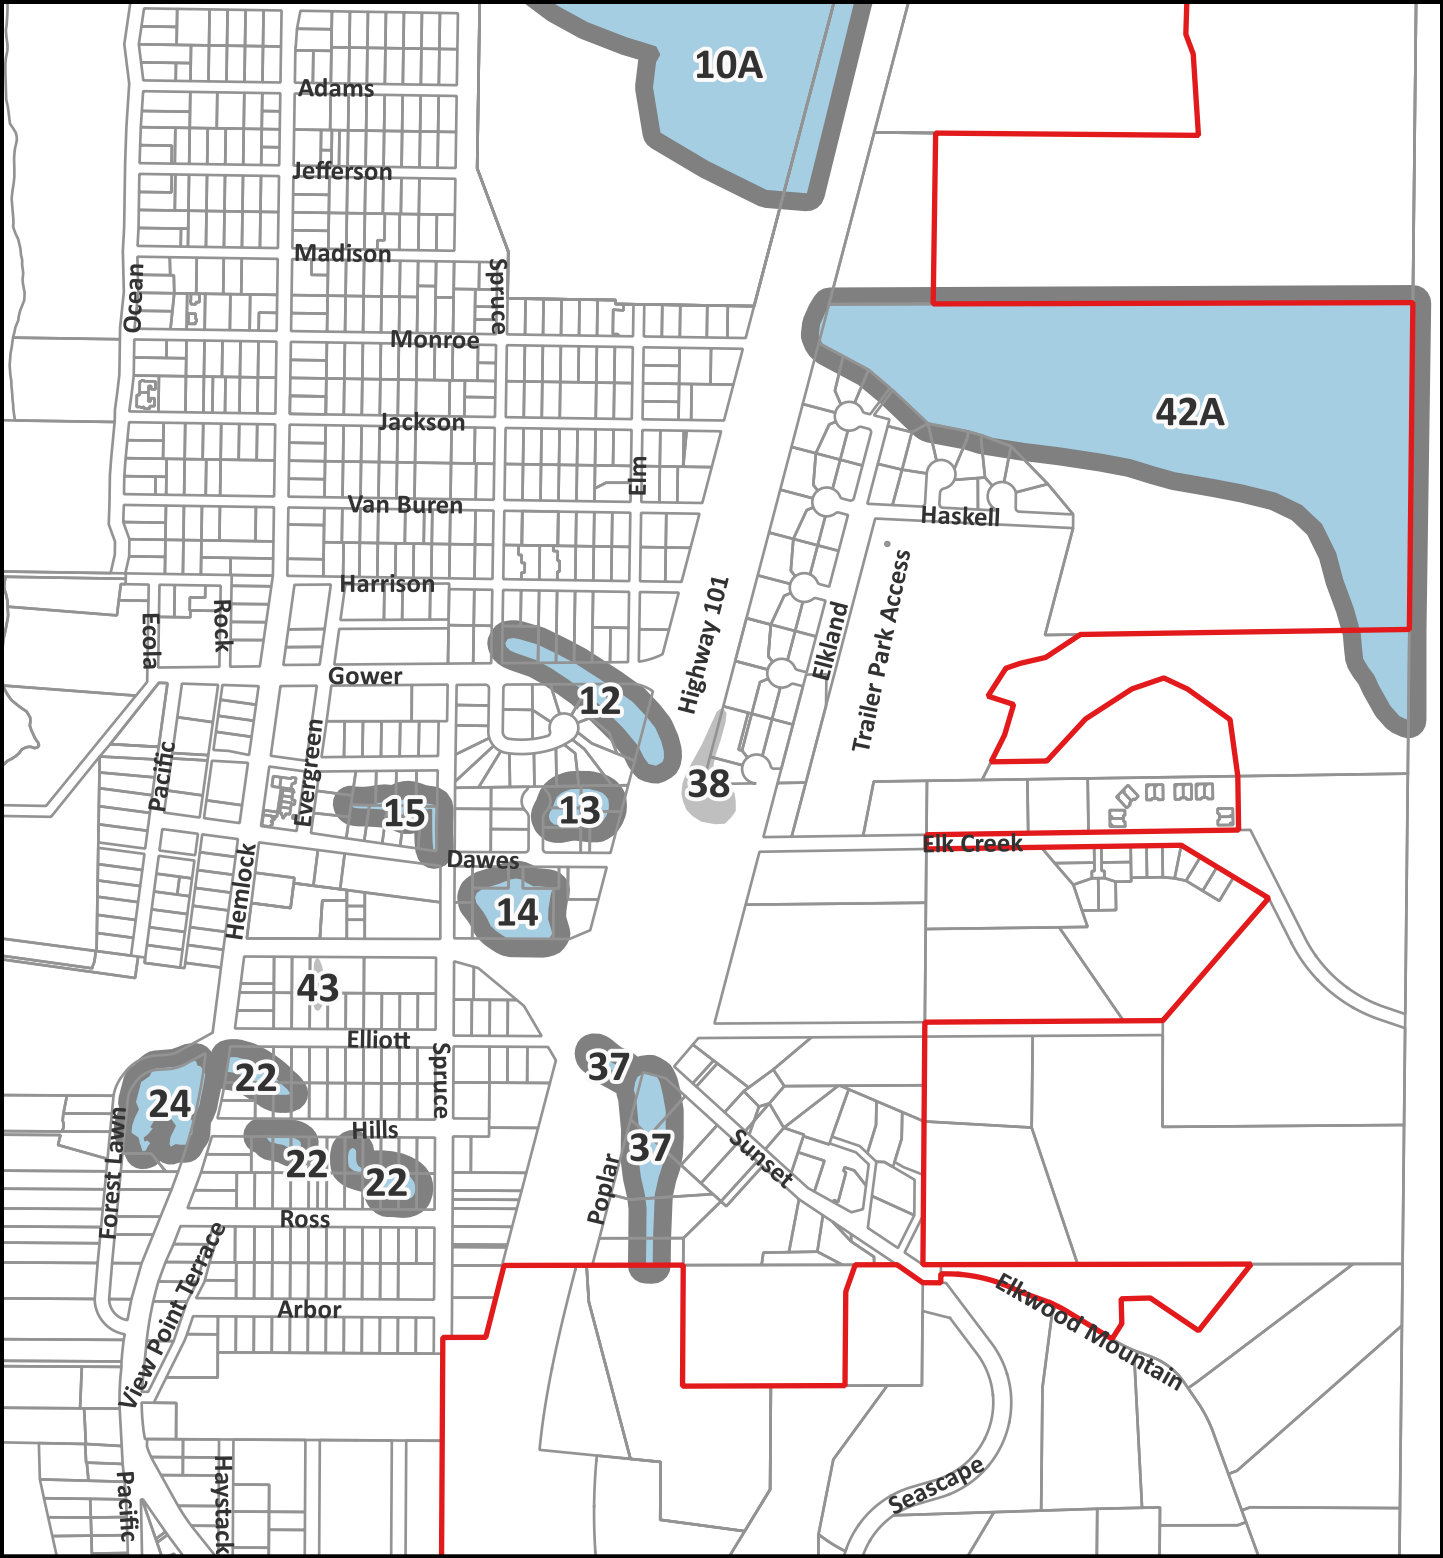 10A
Adams
Jefferson
Madison
Ocean
Spruce
Monroe
42A
Jackson
Elm
Van Buren
Haskell
Harrison
Highway 101
Trailer Park Access
Elkland
Ecola
Rock
Gower
12
Pacific
Evergreen
38
15
13
Elk Creek
Dawes
Hemlock
14
43
Elliott
Spruce
37
22
24
Hills
37
Sunset
Forest Lawn
22
22
Poplar
Ross
View Point Terrace
Arbor
Elkwood Mountain
Pacific
Haystack
Seascape